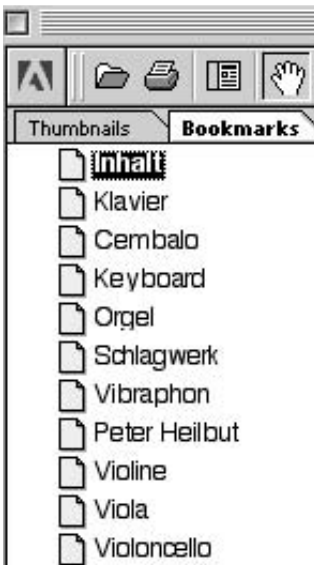 Thumbnails Bookmarks
Inhalt
Klavier
Cembalo
Keyboard
Orgel
Schlagwerk
Vibraphon
Peter Heilbut
Violine
Viola
Violoncello